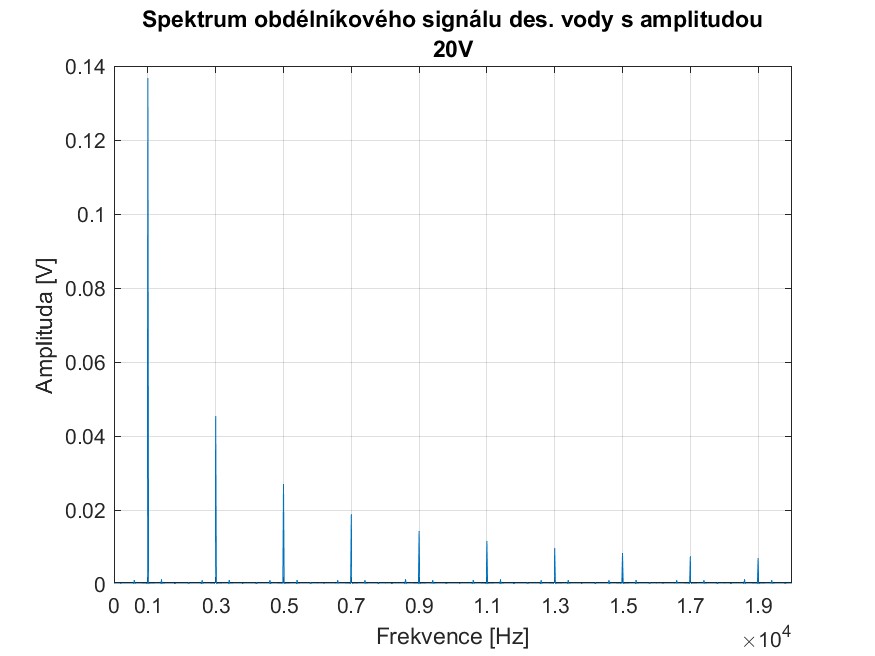 Spektrum obdélníkového signálu des. vody s amplitudou
20V
0.14
0.12
0.1
0.08
0.06
0.04
0.02
0
Amplituda [V]
0 0.1 0.3 0.5 0.7 0.9 1.1 1.3 1.5 1.7 1.9
Frekvence [Hz]
×10⁴